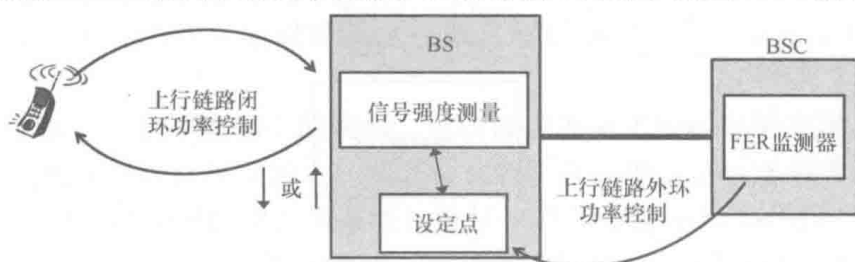 BS
BSC
上行链路闭
环功率控制
信号强度测量
FER监测器
或
上行链路外环
功率控制
设定点